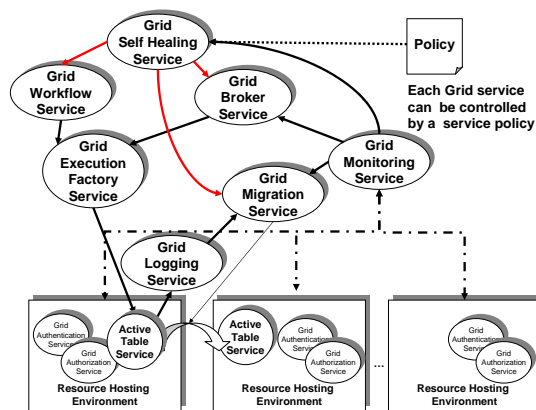 Grid
Self Healing
Service
Policy
Grid
Workflow
Service
Grid
Broker
Service
Each Grid service
can be controlled
by a service policy
Grid
Execution
Factory
Service
Grid
Monitoring
Service
Grid
Migration
Service
Grid
Logging
Service
Grid
Authentication
Service
Grid
Authorization
Service
Active
Table
Service
Resource Hosting
Environment
Active
Table
Service
Grid
Authentication
Service
Grid
Authorization
Service
Resource Hosting
Environment
...
Grid
Authentication
Service
Grid
Authorization
Service
Resource Hosting
Environment